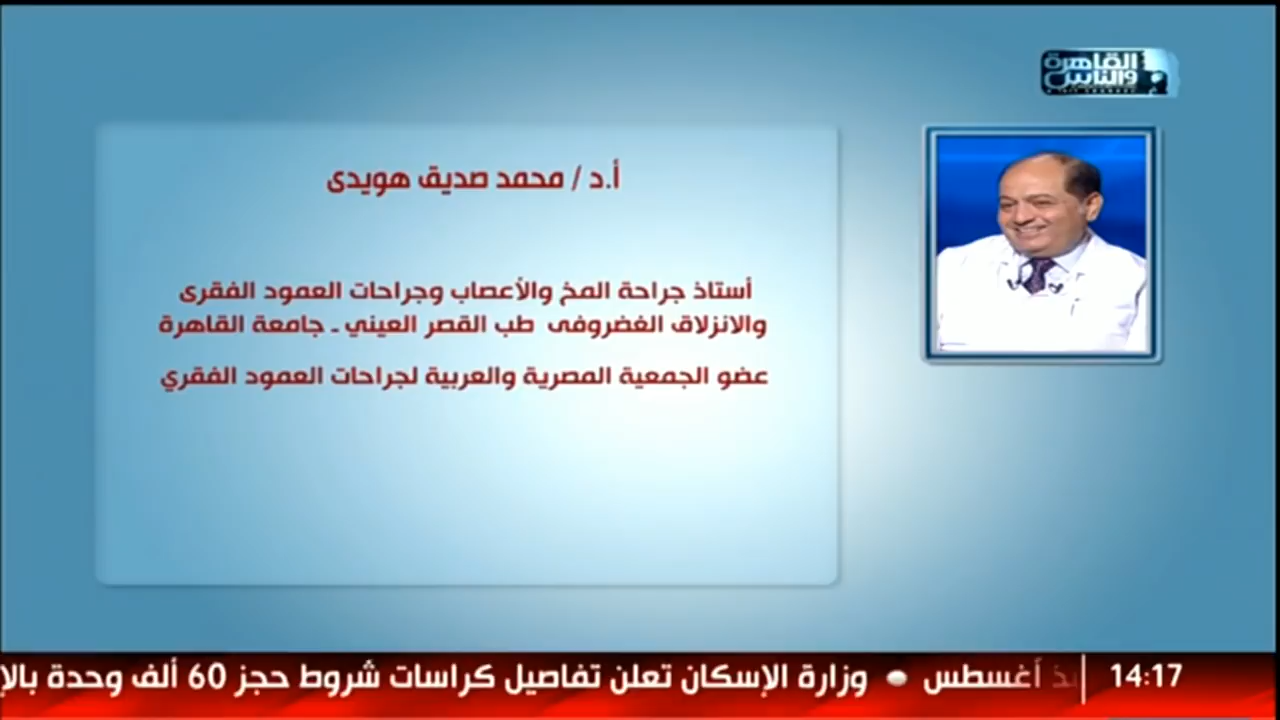 القاهرة
والناس
أ.د / محمد صديق هويدى
أستاذ جراحة المخ والأعصاب وجراحات العمود الفقرى
والانزلاق الغضروفى طب القصر العيني - جامعة القاهرة
عضو الجمعية المصرية والعربية لجراحات العمود الفقري
14:17
أغسطس • وزارة الإسكان تعلن تفاصيل كراسات شروط حجز 60 ألف وحدة